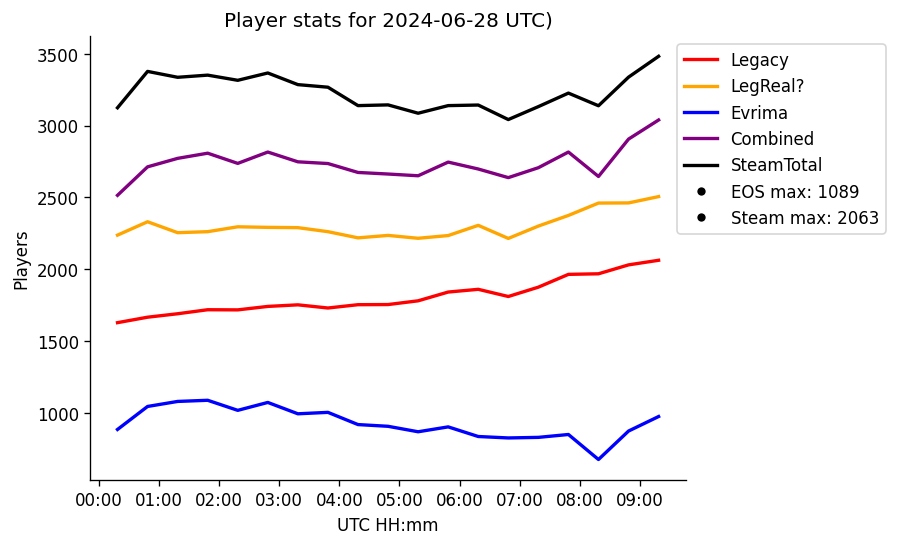 Player stats for 2024-06-28 UTC)
Legacy
LegReal?
Evrima
Combined
SteamTotal
EOS max: 1089
Steam max: 2063
Players
3500
3000
2500
2000
1500
1000
00:00 01:00 02:00 03:00 04:00 05:00 06:00 07:00 08:00 09:00
UTC HH:mm